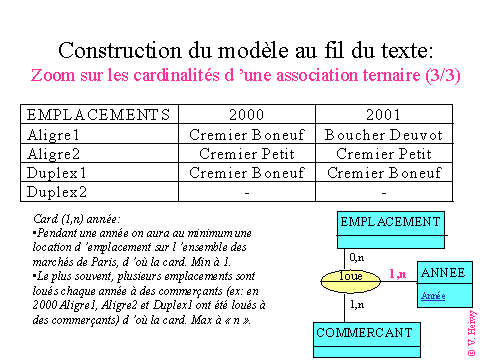 Construction du modèle au fil du texte:
Zoom sur les cardinalités d ’une association ternaire (3/3)
EMPLACEMENTS 2000 2001
Aligre1 Cremier Boneuf Boucher Deuvot
Aligre2 Cremier Petit Cremier Petit
Duplex1 Cremier Boneuf Cremier Boneuf
Duplex2 - -
Card (1,n) année:
•Pendant une année on aura au minimum une
location d ’emplacement sur l ’ensemble des
marchés de Paris, d ’où la card. Min à 1.
•Le plus souvent, plusieurs emplacements sont
loués chaque année à des commerçants (ex: en
2000 Aligre1, Aligre2 et Duplex1 ont été loués à
des commerçants) d ’où la card. Max à « n ».
EMPLACEMENT
0,n
loue
1,n
ANNEE
Année
1,n
COMMERCANT
© V. Heiwy